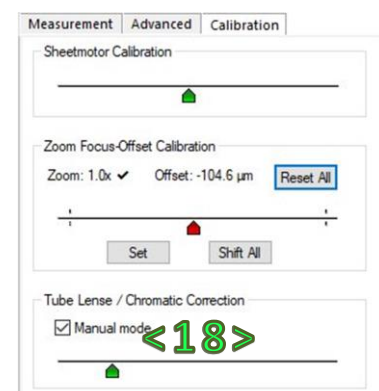 Measurement Advanced Calibration
Sheetmotor Calibration
Zoom Focus-Offset Calibration
Zoom: 1.0x ✔ Offset: -104.6 µm Reset All
Set Shift All
Tube Lense / Chromatic Correction
Manual mode
<18>